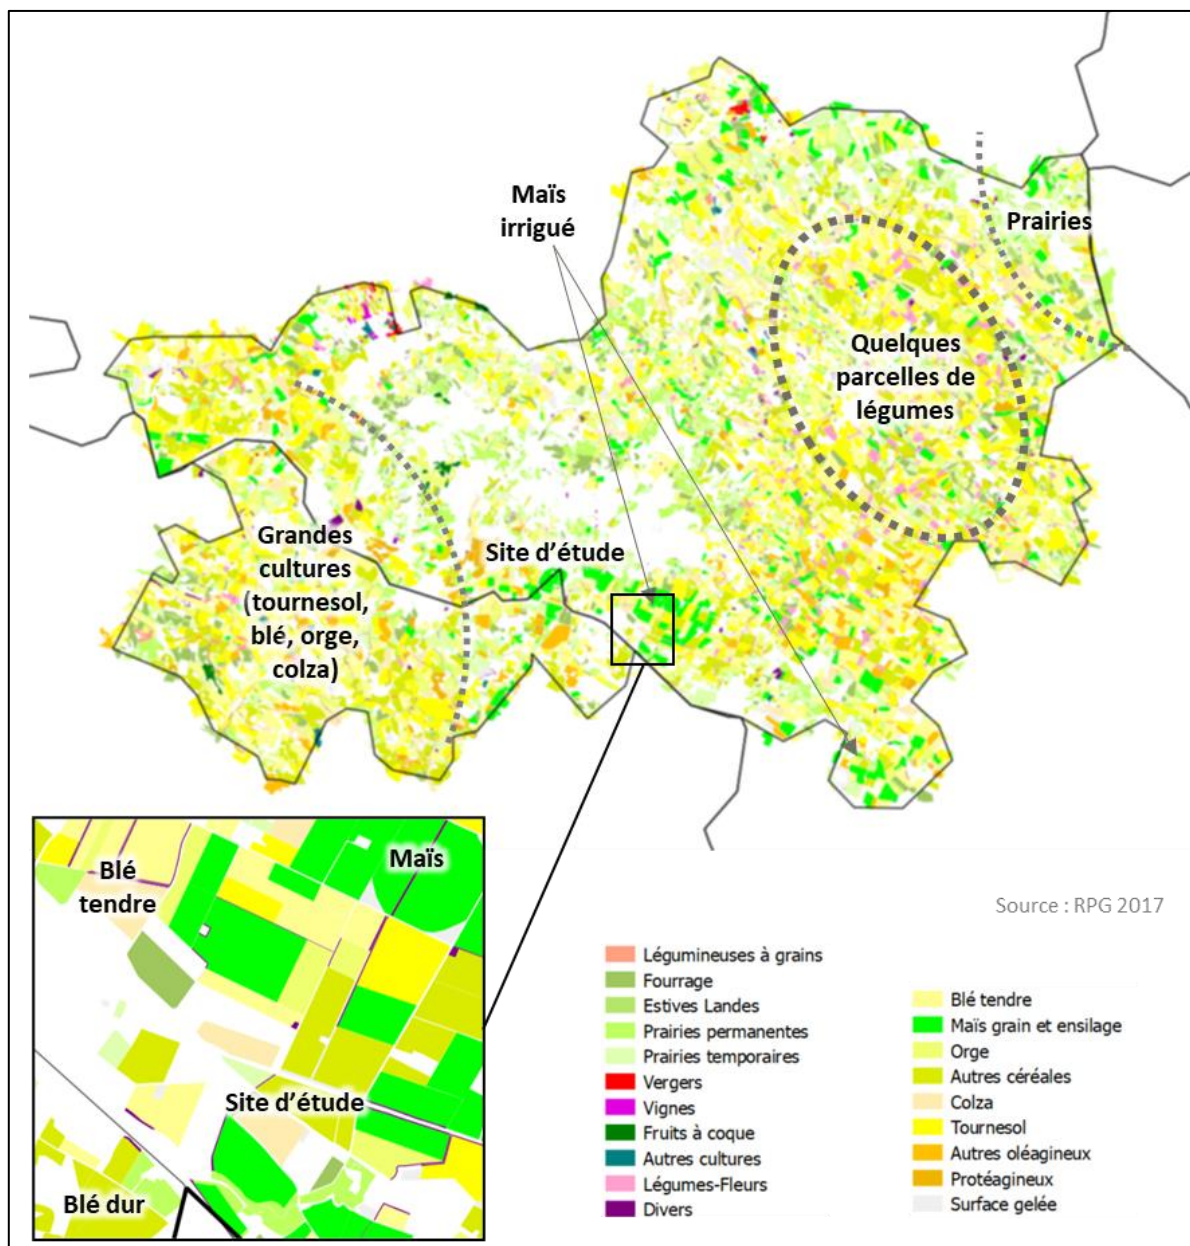 Maïs
irrigué
Prairies
Quelques
parcelles de
légumes
Grandes
cultures
(tournesol,
blé, orge,
colza)
Site d'étude
Blé
tendre
Maïs
Site d'étude
Blé dur
Source : RPG 2017
Légumineuses à grains
Fourrage
Estives Landes
Prairies permanentes
Prairies temporaires
Vergers
Vignes
Fruits à coque
Autres cultures
Légumes-Fleurs
Divers
Blé tendre
Maïs grain et ensilage
Orge
Autres céréales
Colza
Tournesol
Autres oléagineux
Protéagineux
Surface gelée